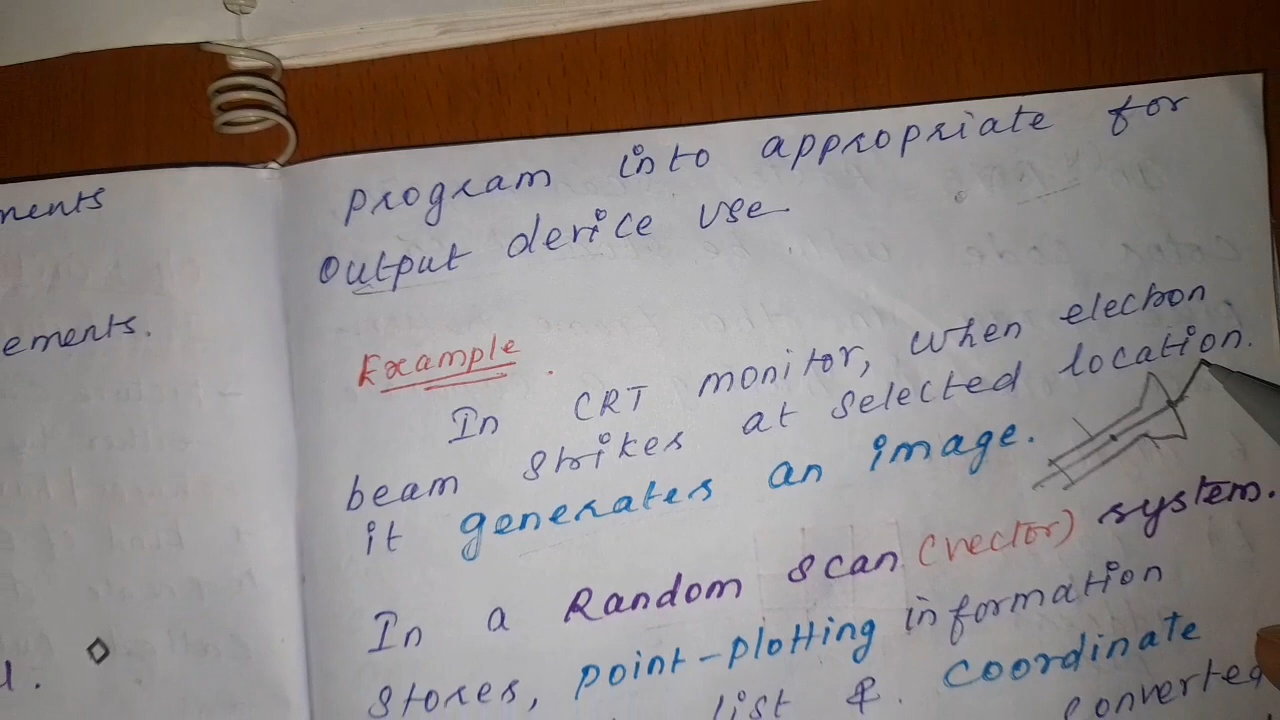 ments
ements.
d.
program into appropriate for
output device use
Example.
In CRT monitor, when electron
beam strikes at selected location.
it generates an image.
In a Random scan (vector) system.
stores, point-plotting information
list &. coordinate
converted